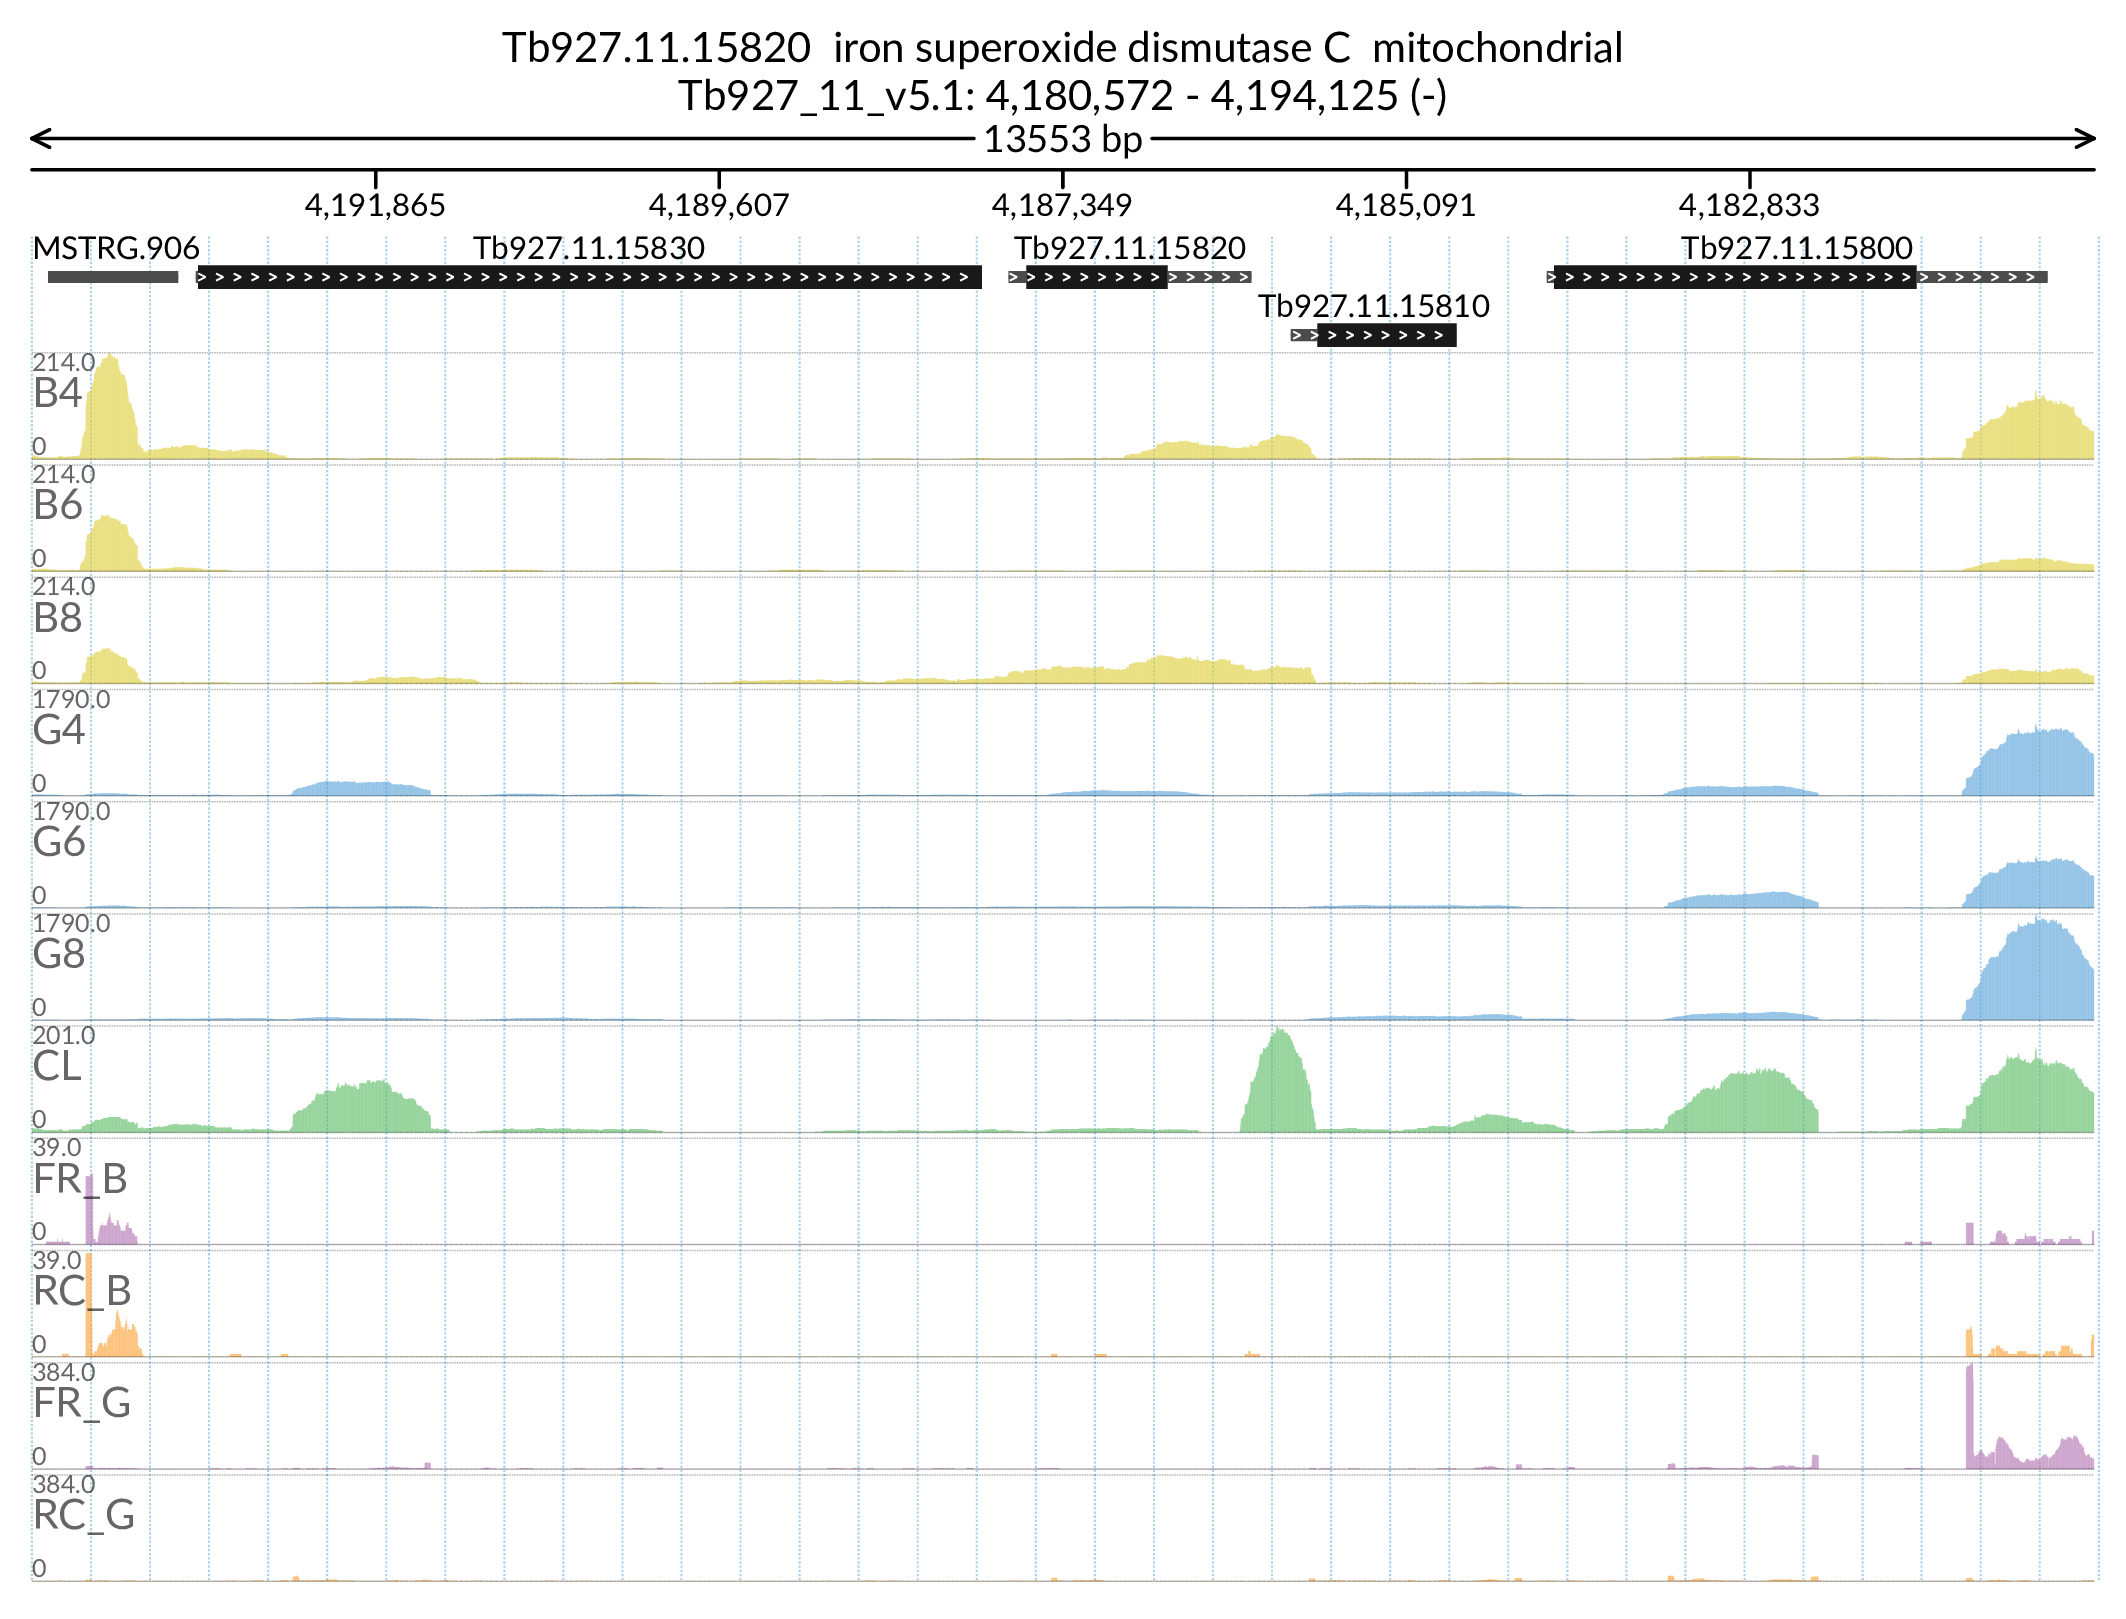 Tb927.11.15820  iron superoxide dismutase C  mitochondrial
Tb927_11_v5.1: 4,180,572 - 4,194,125 (-)
13553 bp
4,191,865 4,189,607 4,187,349 4,185,091 4,182,833
MSTRG.906 Tb927.11.15830 Tb927.11.15820 Tb927.11.15800
Tb927.11.15810
214.0
B4
0
214.0
B6
0
214.0
B8
0
1790.0
G4
0
1790.0
G6
0
1790.0
G8
0
201.0
CL
0
39.0
FR_B
0
39.0
RC_B
0
384.0
FR_G
0
384.0
RC_G
0